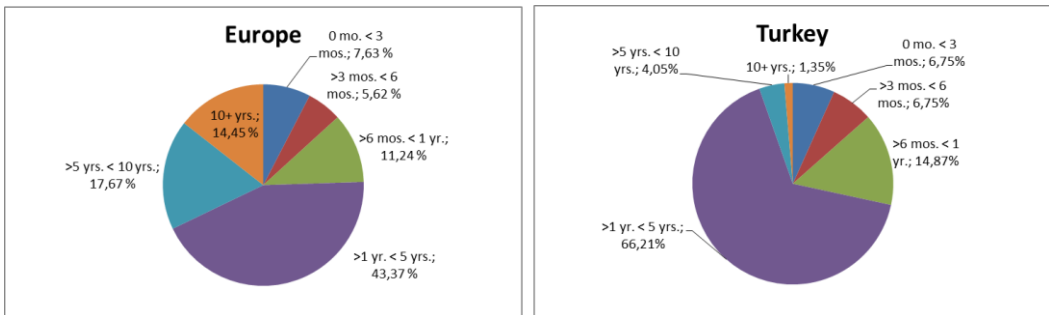 Europe
0 mo. < 3
mos.; 7,63 %
>3 mos. < 6
mos.; 5,62 %
>6 mos. < 1 yr.;
11,24 %
>1 yr. < 5 yrs.;
43,37 %
>5 yrs. < 10 yrs.;
17,67 %
10+ yrs.;
14,45 %
Turkey
0 mo. < 3
mos.; 6,75%
>3 mos. < 6
mos.; 6,75%
>6 mos. < 1
yr.; 14,87%
>1 yr. < 5 yrs.;
66,21%
>5 yrs. < 10
yrs.; 4,05%
10+ yrs.; 1,35%